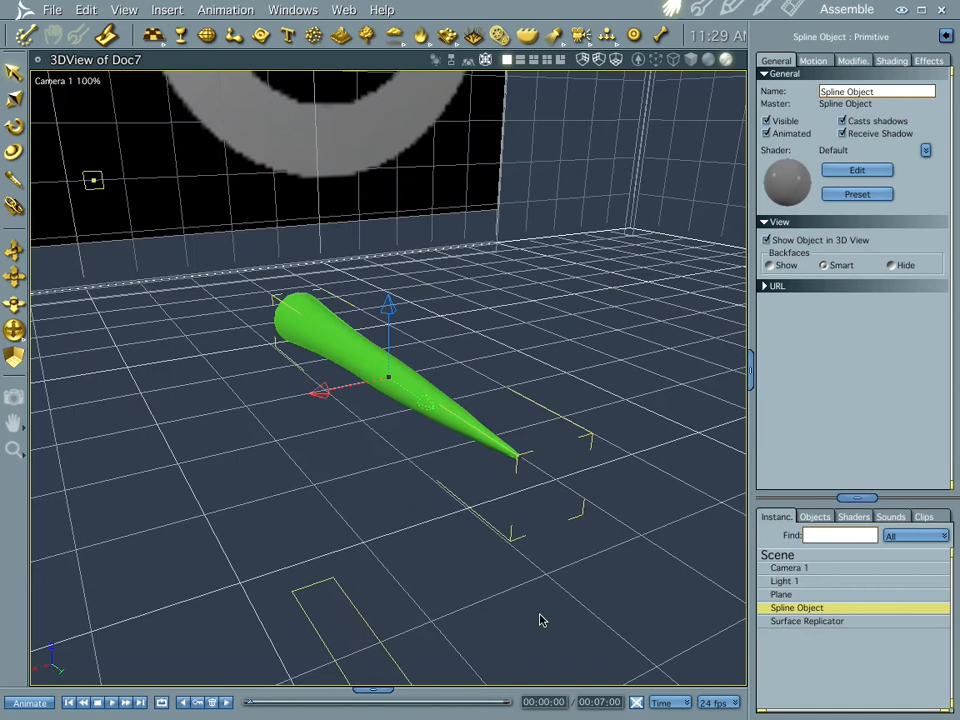 File Edit View Insert Animation Windows Web Help Assemble
11:29 AM
3DView of Doc7
Camera 1 100%
Spline Object : Primitive
General Motion Modifie. Shading Effects
General
Name: Spline Object
Master: Spline Object
Visible Casts shadows
Animated Receive Shadow
Shader: Default
Edit
Preset
View
Show Object in 3D View
Backfaces
Show Smart Hide
URL
Instanc. Objects Shaders Sounds Clips
Find: All
Scene
Camera 1
Light 1
Plane
Spline Object
Surface Replicator
Animate 00:00:00 / 00:07:00 Time 24 fps